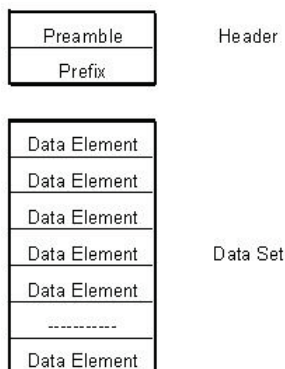 Preamble Header
Prefix
Data Element
Data Element
Data Element
Data Element Data Set
Data Element
-----------
Data Element